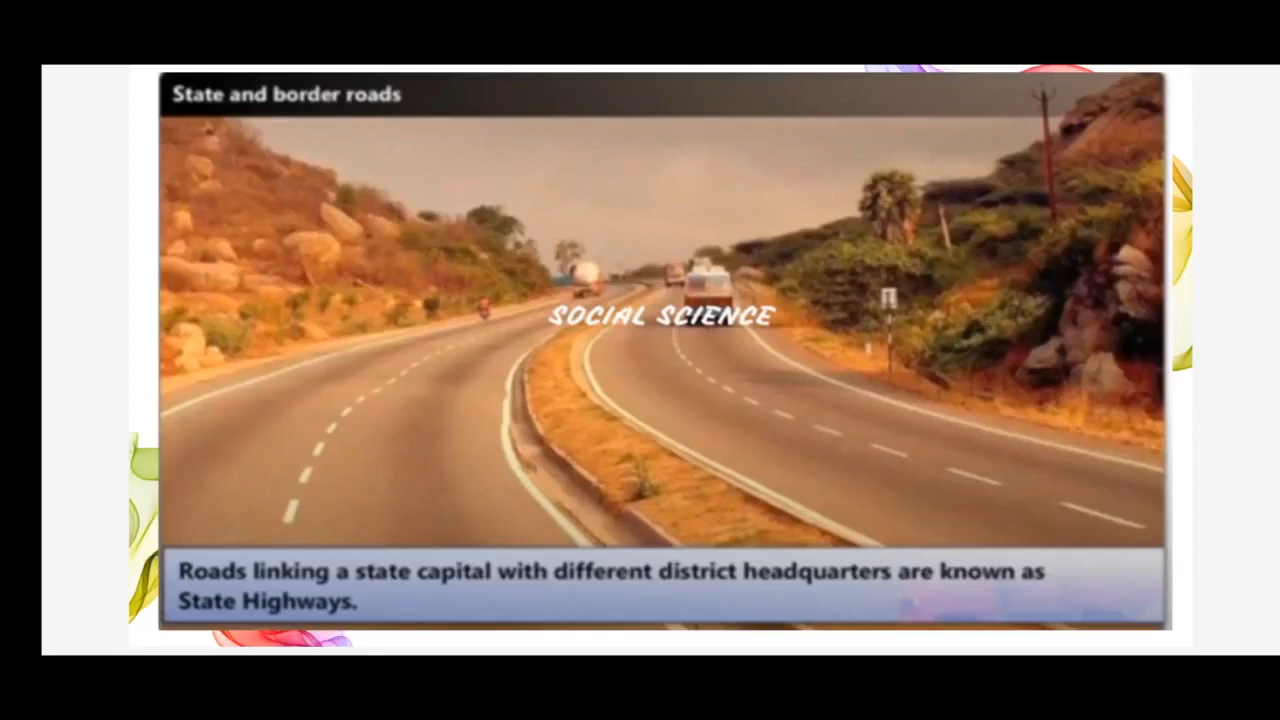 State and border roads
SOCIAL SCIENCE
Roads linking a state capital with different district headquarters are known as
State Highways.